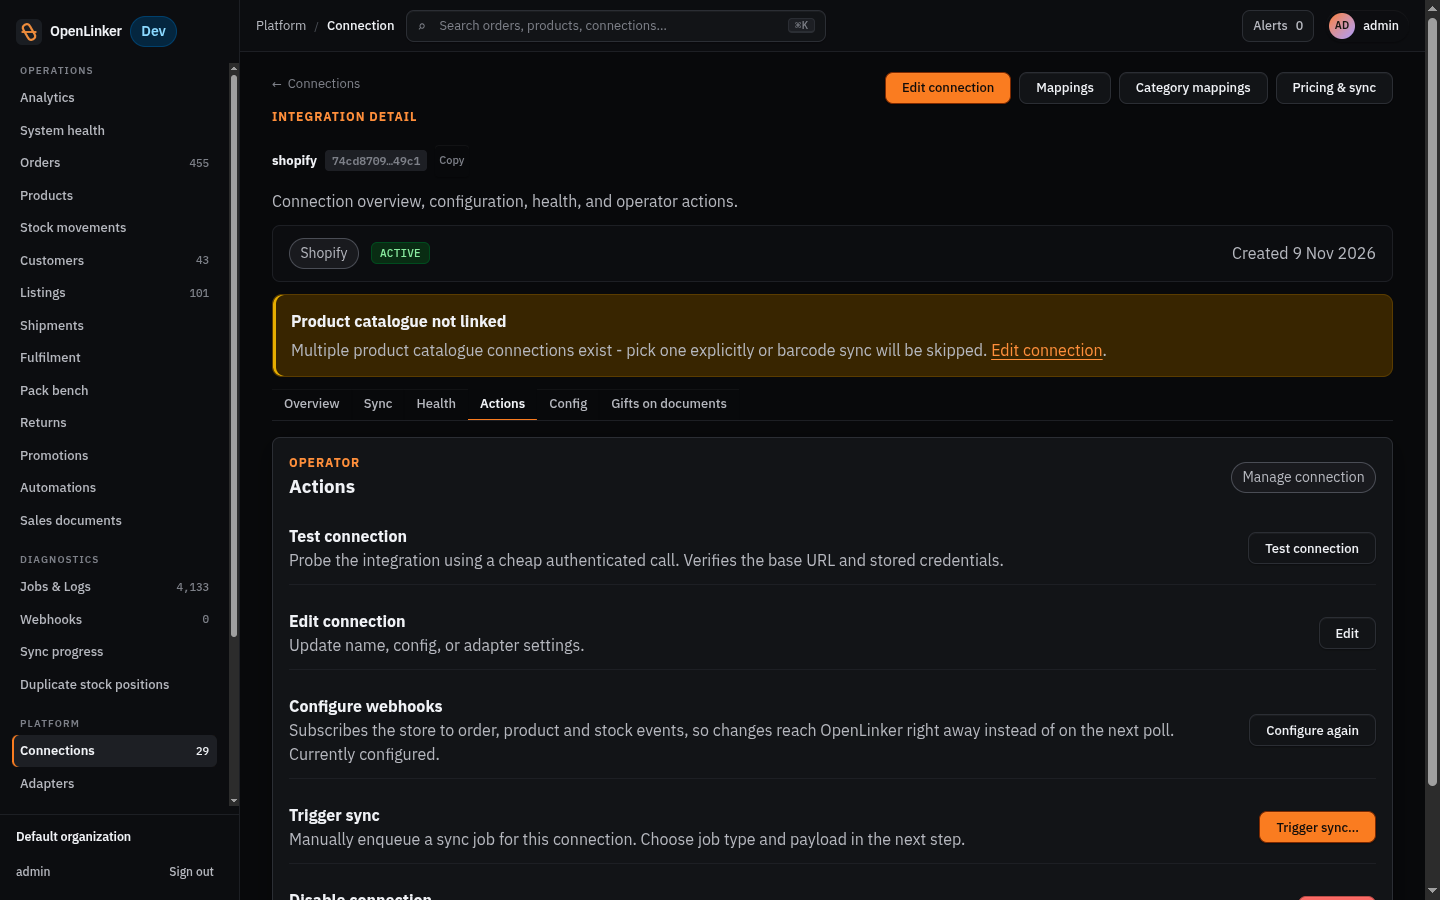 OpenLinker Dev
OPERATIONS
Analytics
System health
Orders 455
Products
Stock movements
Customers 43
Listings 101
Shipments
Fulfilment
Pack bench
Returns
Promotions
Automations
Sales documents
DIAGNOSTICS
Jobs & Logs 4,133
Webhooks 0
Sync progress
Duplicate stock positions
PLATFORM
Connections 29
Adapters
Default organization
admin Sign out
Platform / Connection Search orders, products, connections... ⌘K Alerts 0 AD admin
← Connections
Edit connection Mappings Category mappings Pricing & sync
INTEGRATION DETAIL
shopify 74cd8709…49c1 Copy
Connection overview, configuration, health, and operator actions.
Shopify ACTIVE Created 9 Nov 2026
Product catalogue not linked
Multiple product catalogue connections exist - pick one explicitly or barcode sync will be skipped. Edit connection.
Overview Sync Health Actions Config Gifts on documents
OPERATOR
Actions
Manage connection
Test connection
Probe the integration using a cheap authenticated call. Verifies the base URL and stored credentials.
Test connection
Edit connection
Update name, config, or adapter settings.
Edit
Configure webhooks
Subscribes the store to order, product and stock events, so changes reach OpenLinker right away instead of on the next poll.
Currently configured.
Configure again
Trigger sync
Manually enqueue a sync job for this connection. Choose job type and payload in the next step.
Trigger sync...
Disable connection